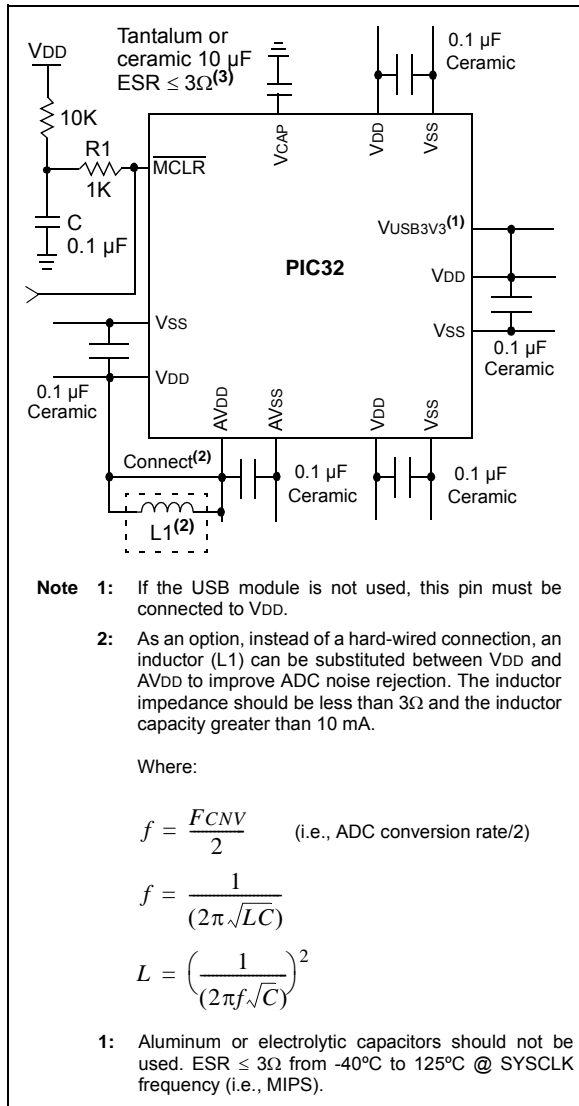 VDD
Tantalum or
ceramic 10 µF
ESR ≤ 3Ω(3)
0.1 µF
Ceramic
10K
R1
1K
C
0.1 µF
MCLR
VCAP
VDD
VSS
VUSB3V3(1)
PIC32
VDD
VSS
0.1 µF
Ceramic
VSS
VDD
0.1 µF
Ceramic
AVDD
AVSS
VDD
VSS
Connect(2)
0.1 µF
Ceramic
0.1 µF
Ceramic
L1(2)
Note 1: If the USB module is not used, this pin must be
connected to VDD.
2: As an option, instead of a hard-wired connection, an
inductor (L1) can be substituted between VDD and
AVDD to improve ADC noise rejection. The inductor
impedance should be less than 3Ω and the inductor
capacity greater than 10 mA.
Where:
f = FCNV / 2 (i.e., ADC conversion rate/2)
f = 1 / (2π√LC)
L = (1 / (2πf√C))²
1: Aluminum or electrolytic capacitors should not be
used. ESR ≤ 3Ω from -40ºC to 125ºC @ SYSCLK
frequency (i.e., MIPS).